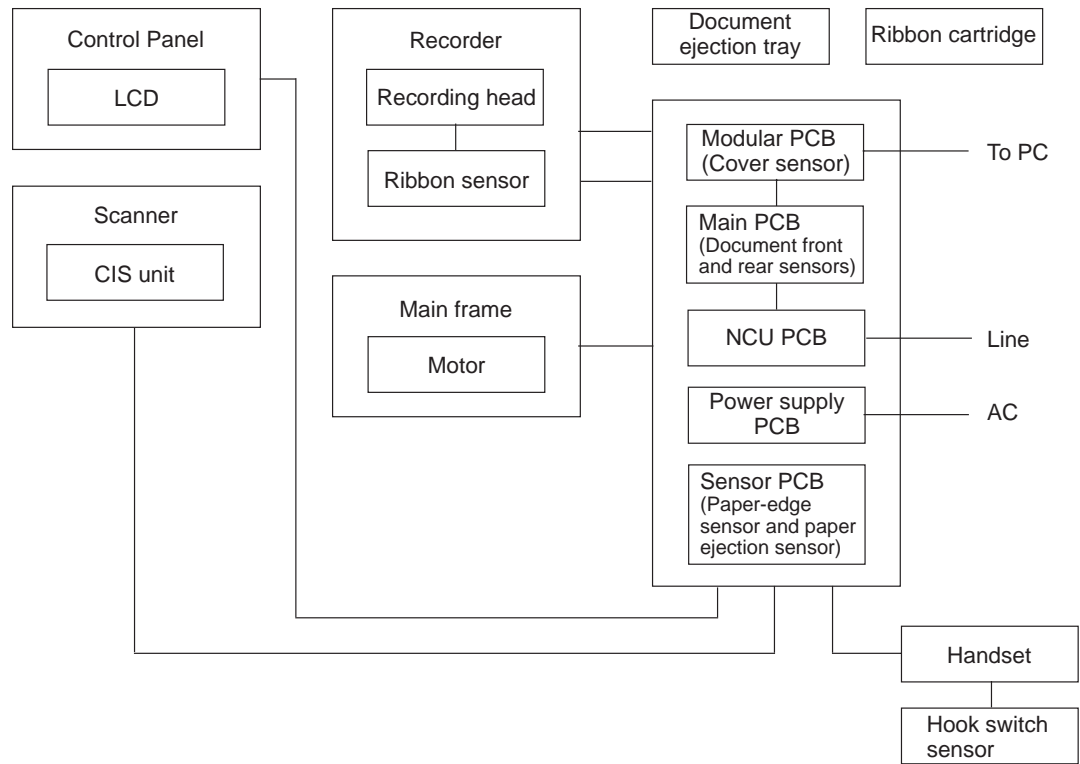 Control Panel
LCD
Scanner
CIS unit
Recorder
Recording head
Ribbon sensor
Main frame
Motor
Document
ejection tray
Ribbon cartridge
Modular PCB
(Cover sensor)
To PC
Main PCB
(Document front
and rear sensors)
NCU PCB
Line
Power supply
PCB
AC
Sensor PCB
(Paper-edge
sensor and paper
ejection sensor)
Handset
Hook switch
sensor